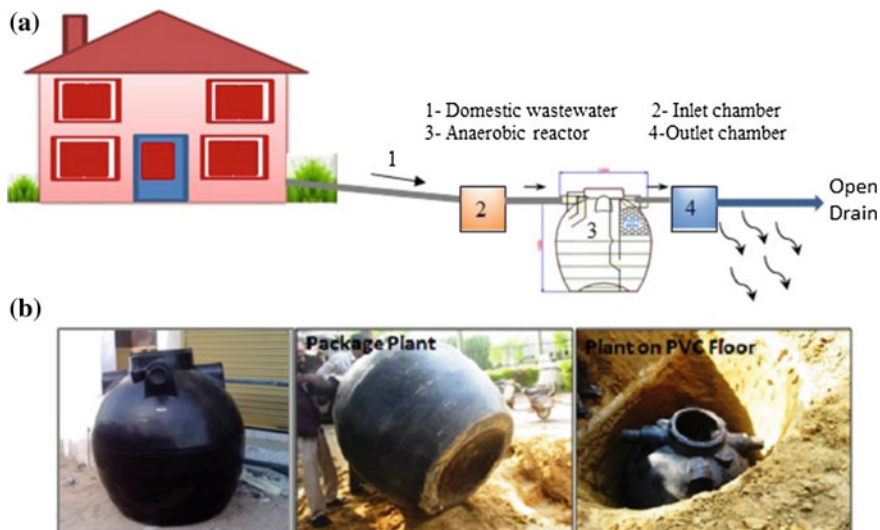 (a)
1- Domestic wastewater 2- Inlet chamber
3- Anaerobic reactor 4-Outlet chamber
1
2
3
4
Open
Drain
(b)
Package Plant
Plant on PVC Floor